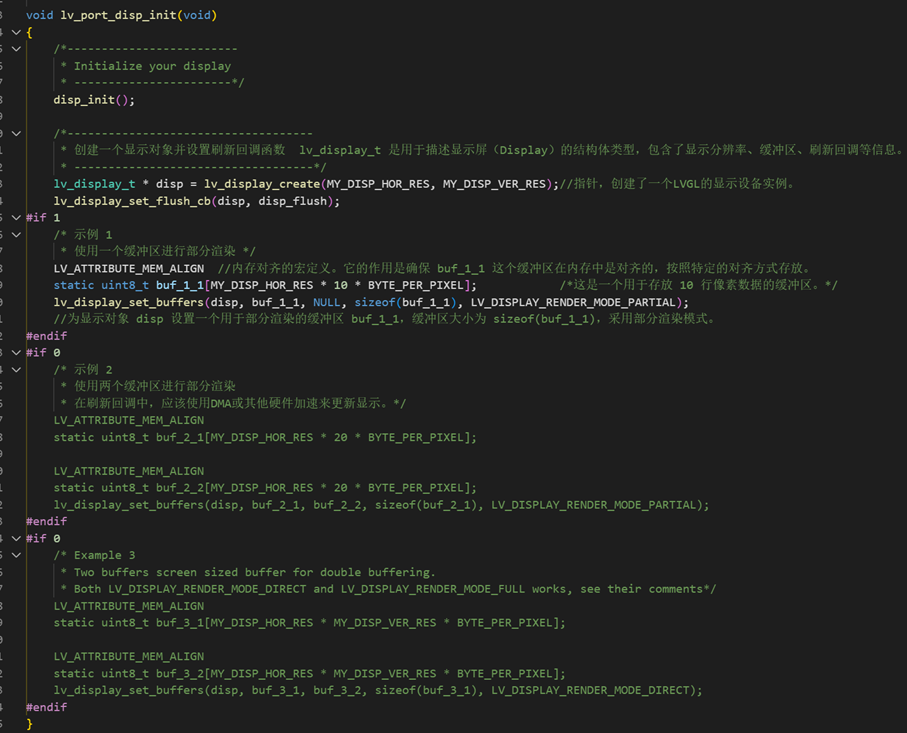 void lv_port_disp_init(void)
{
/*-------------------------
* Initialize your display
* -----------------------*/
disp_init();
/*------------------------------------
* 创建一个显示对象并设置刷新回调函数  lv_display_t 是用于描述显示屏（Display）的结构体类型，包含了显示分辨率、缓冲区、刷新回调等信息。
* -----------------------------------*/
lv_display_t * disp = lv_display_create(MY_DISP_HOR_RES, MY_DISP_VER_RES);//指针，创建了一个LVGL的显示设备实例。
lv_display_set_flush_cb(disp, disp_flush);
#if 1
/* 示例 1
* 使用一个缓冲区进行部分渲染 */
LV_ATTRIBUTE_MEM_ALIGN  //内存对齐的宏定义。它的作用是确保 buf_1_1 这个缓冲区在内存中是对齐的，按照特定的对齐方式存放。
static uint8_t buf_1_1[MY_DISP_HOR_RES * 10 * BYTE_PER_PIXEL];            /*这是一个用于存放 10 行像素数据的缓冲区。*/
lv_display_set_buffers(disp, buf_1_1, NULL, sizeof(buf_1_1), LV_DISPLAY_RENDER_MODE_PARTIAL);
//为显示对象 disp 设置一个用于部分渲染的缓冲区 buf_1_1，缓冲区大小为 sizeof(buf_1_1)，采用部分渲染模式。
#endif
#if 0
/* 示例 2
* 使用两个缓冲区进行部分渲染
* 在刷新回调中，应该使用DMA或其他硬件加速来更新显示。*/
LV_ATTRIBUTE_MEM_ALIGN
static uint8_t buf_2_1[MY_DISP_HOR_RES * 20 * BYTE_PER_PIXEL];
LV_ATTRIBUTE_MEM_ALIGN
static uint8_t buf_2_2[MY_DISP_HOR_RES * 20 * BYTE_PER_PIXEL];
lv_display_set_buffers(disp, buf_2_1, buf_2_2, sizeof(buf_2_1), LV_DISPLAY_RENDER_MODE_PARTIAL);
#endif
#if 0
/* Example 3
* Two buffers screen sized buffer for double buffering.
* Both LV_DISPLAY_RENDER_MODE_DIRECT and LV_DISPLAY_RENDER_MODE_FULL works, see their comments*/
LV_ATTRIBUTE_MEM_ALIGN
static uint8_t buf_3_1[MY_DISP_HOR_RES * MY_DISP_VER_RES * BYTE_PER_PIXEL];
LV_ATTRIBUTE_MEM_ALIGN
static uint8_t buf_3_2[MY_DISP_HOR_RES * MY_DISP_VER_RES * BYTE_PER_PIXEL];
lv_display_set_buffers(disp, buf_3_1, buf_3_2, sizeof(buf_3_1), LV_DISPLAY_RENDER_MODE_DIRECT);
#endif
}